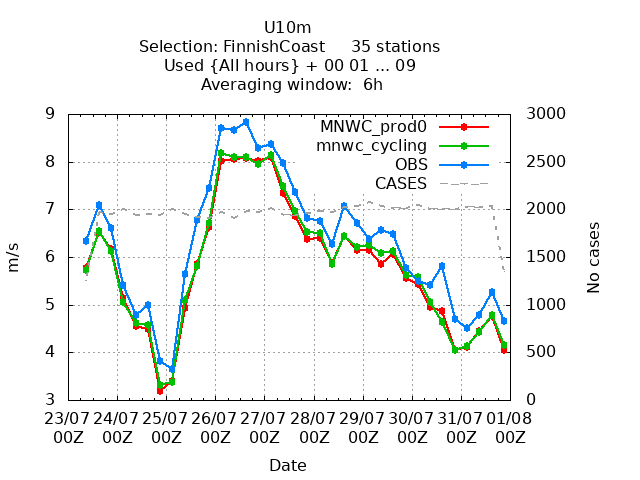 U10m
Selection: FinnishCoast 35 stations
Used {All hours} + 00 01 ... 09
Averaging window: 6h
MNWC_prod0
mnwc_cycling
OBS
CASES
9
8
7
6
5
4
3
m/s
3000
2500
2000
1500
1000
500
0
No cases
23/07 24/07 25/07 26/07 27/07 28/07 29/07 30/07 31/07 01/08
00Z 00Z 00Z 00Z 00Z 00Z 00Z 00Z 00Z 00Z
Date